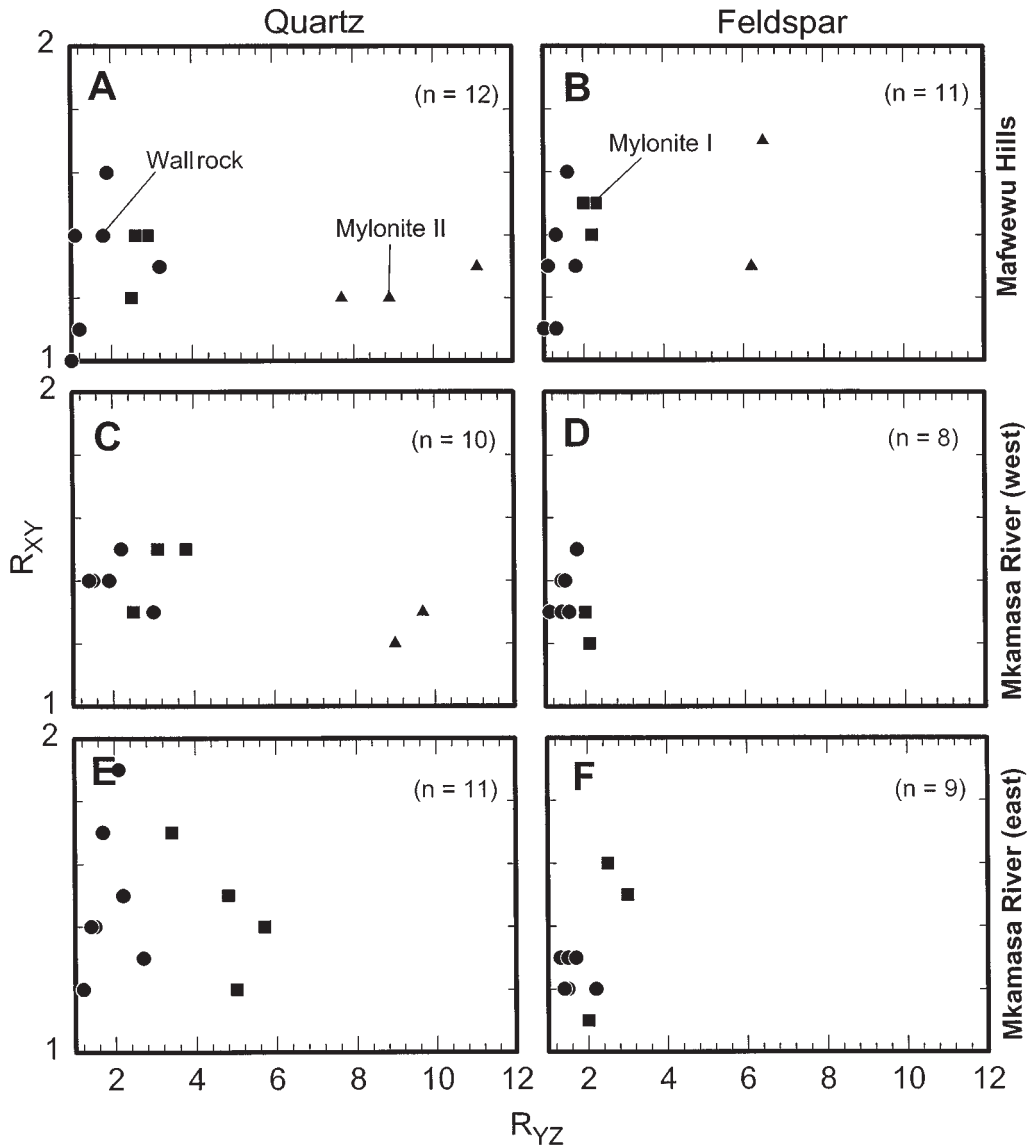 Quartz
Feldspar
2
A
(n = 12)
Wall rock
Mylonite II
1
B
(n = 11)
Mylonite I
Mafwewu Hills
2
C
(n = 10)
1
D
(n = 8)
Mkamasa River (west)
R_XY
2
E
(n = 11)
1
F
(n = 9)
Mkamasa River (east)
2 4 6 8 10 12
2 4 6 8 10 12
R_YZ